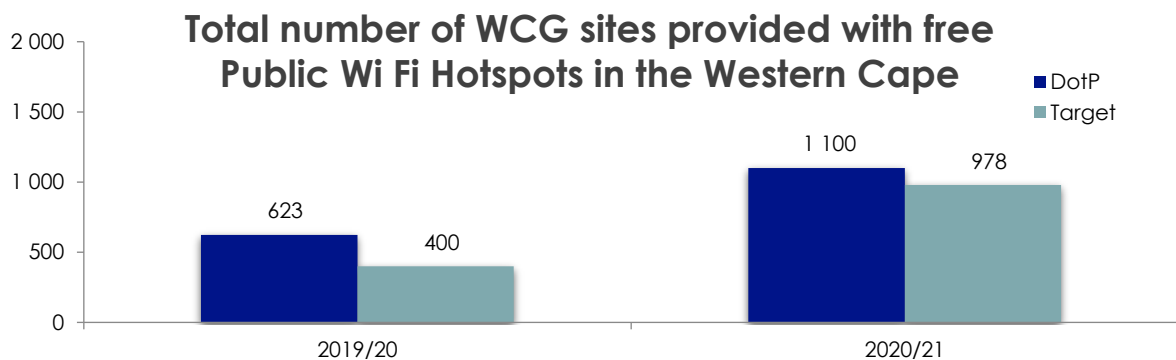 Total number of WCG sites provided with free
Public Wi Fi Hotspots in the Western Cape
DotP
Target
2 000
1 500
1 000
500
0
623
400
1 100
978
2019/20
2020/21